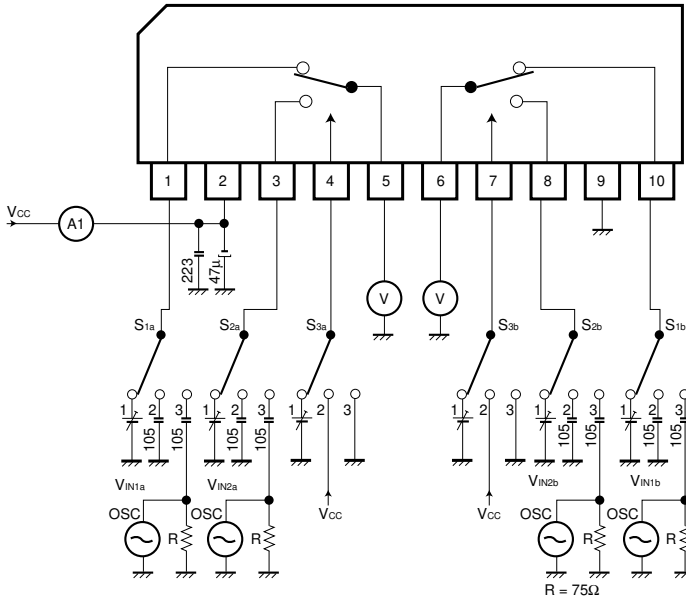 1 2 3 4 5 6 7 8 9 10
VCC A1
223 47μ
V V
S1a S2a S3a S3b S2b S1b
1 2 3 1 2 3 1 2 3 1 2 3 1 2 3 1 2 3
105 105 105 105 105 105 105 105
VIN1a VIN2a VIN2b VIN1b
VCC VCC
OSC R OSC R OSC R OSC R
R = 75Ω